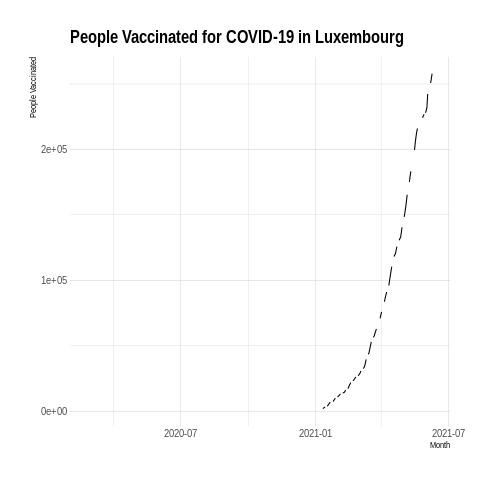 People Vaccinated for COVID-19 in Luxembourg
People Vaccinated
2e+05
1e+05
0e+00
2020-07
2021-01
2021-07
Month